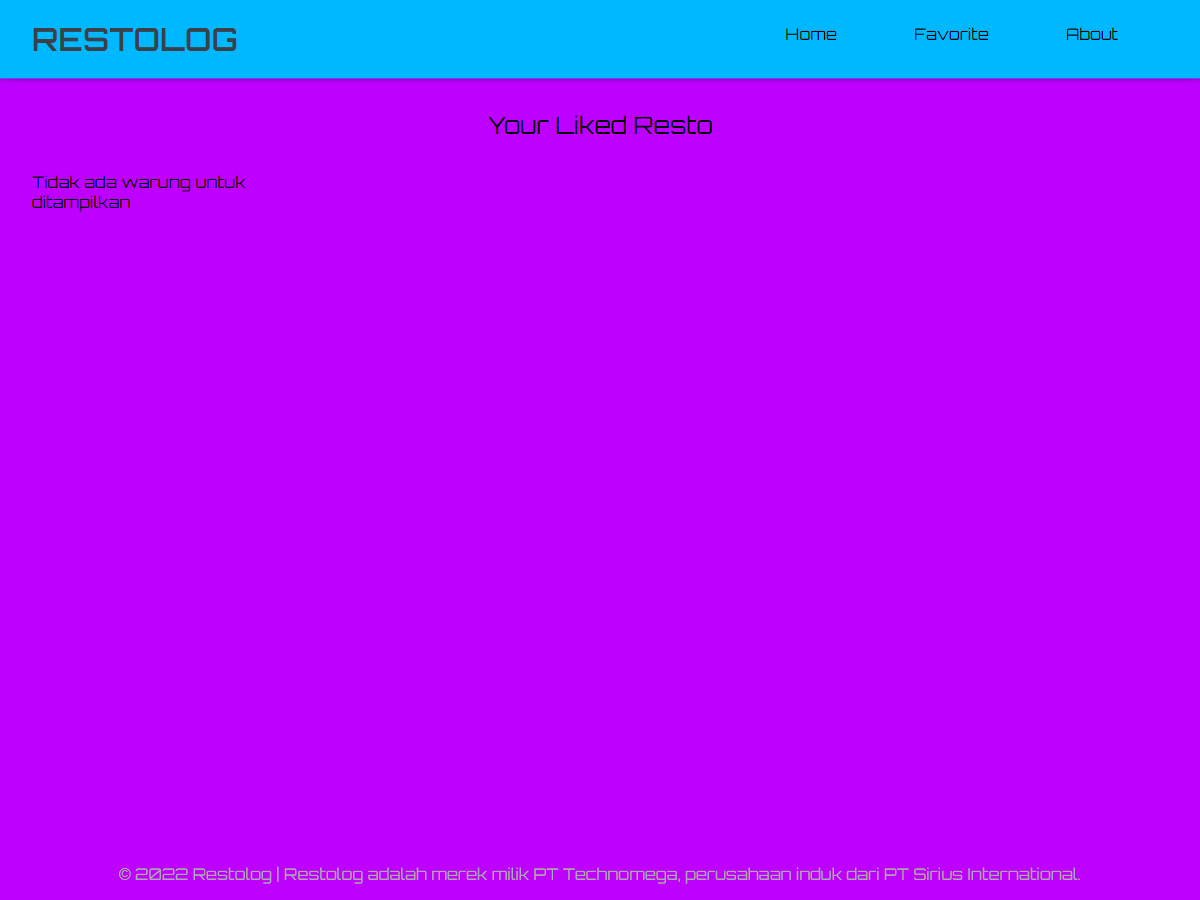 RESTOLOG
Home
Favorite
About
Your Liked Resto
Tidak ada warung untuk
ditampilkan
© 2022 Restolog | Restolog adalah merek milik PT Technomega, perusahaan induk dari PT Sirius International.